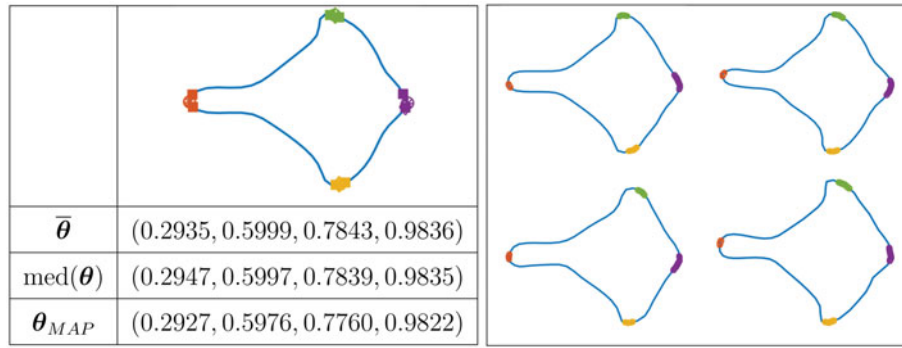 θ̅ (0.2935, 0.5999, 0.7843, 0.9836)
med(θ) (0.2947, 0.5997, 0.7839, 0.9835)
θ_MAP (0.2927, 0.5976, 0.7760, 0.9822)